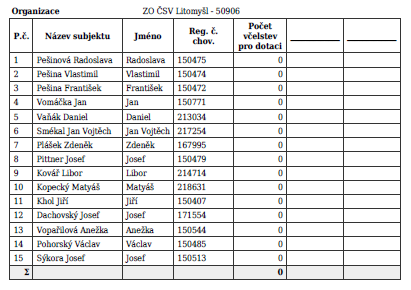 Organizace ZO ČSV Litomyšl - 50906
P.č. Název subjektu Jméno Reg. č. chov. Počet včelstev pro dotaci
1 Pešinová Radoslava Radoslava 150475 0
2 Pešina Vlastimil Vlastimil 150474 0
3 Pešina František František 150472 0
4 Vomáčka Jan Jan 150771 0
5 Vaňák Daniel Daniel 213034 0
6 Smékal Jan Vojtěch Jan Vojtěch 217254 0
7 Plášek Zdeněk Zdeněk 167995 0
8 Pittner Josef Josef 150479 0
9 Kovář Libor Libor 214714 0
10 Kopecký Matyáš Matyáš 218631 0
11 Khol Jiří Jiří 150407 0
12 Dachovský Josef Josef 171554 0
13 Vopařilová Anežka Anežka 150544 0
14 Pohorský Václav Václav 150485 0
15 Sýkora Josef Josef 150513 0
Σ 0